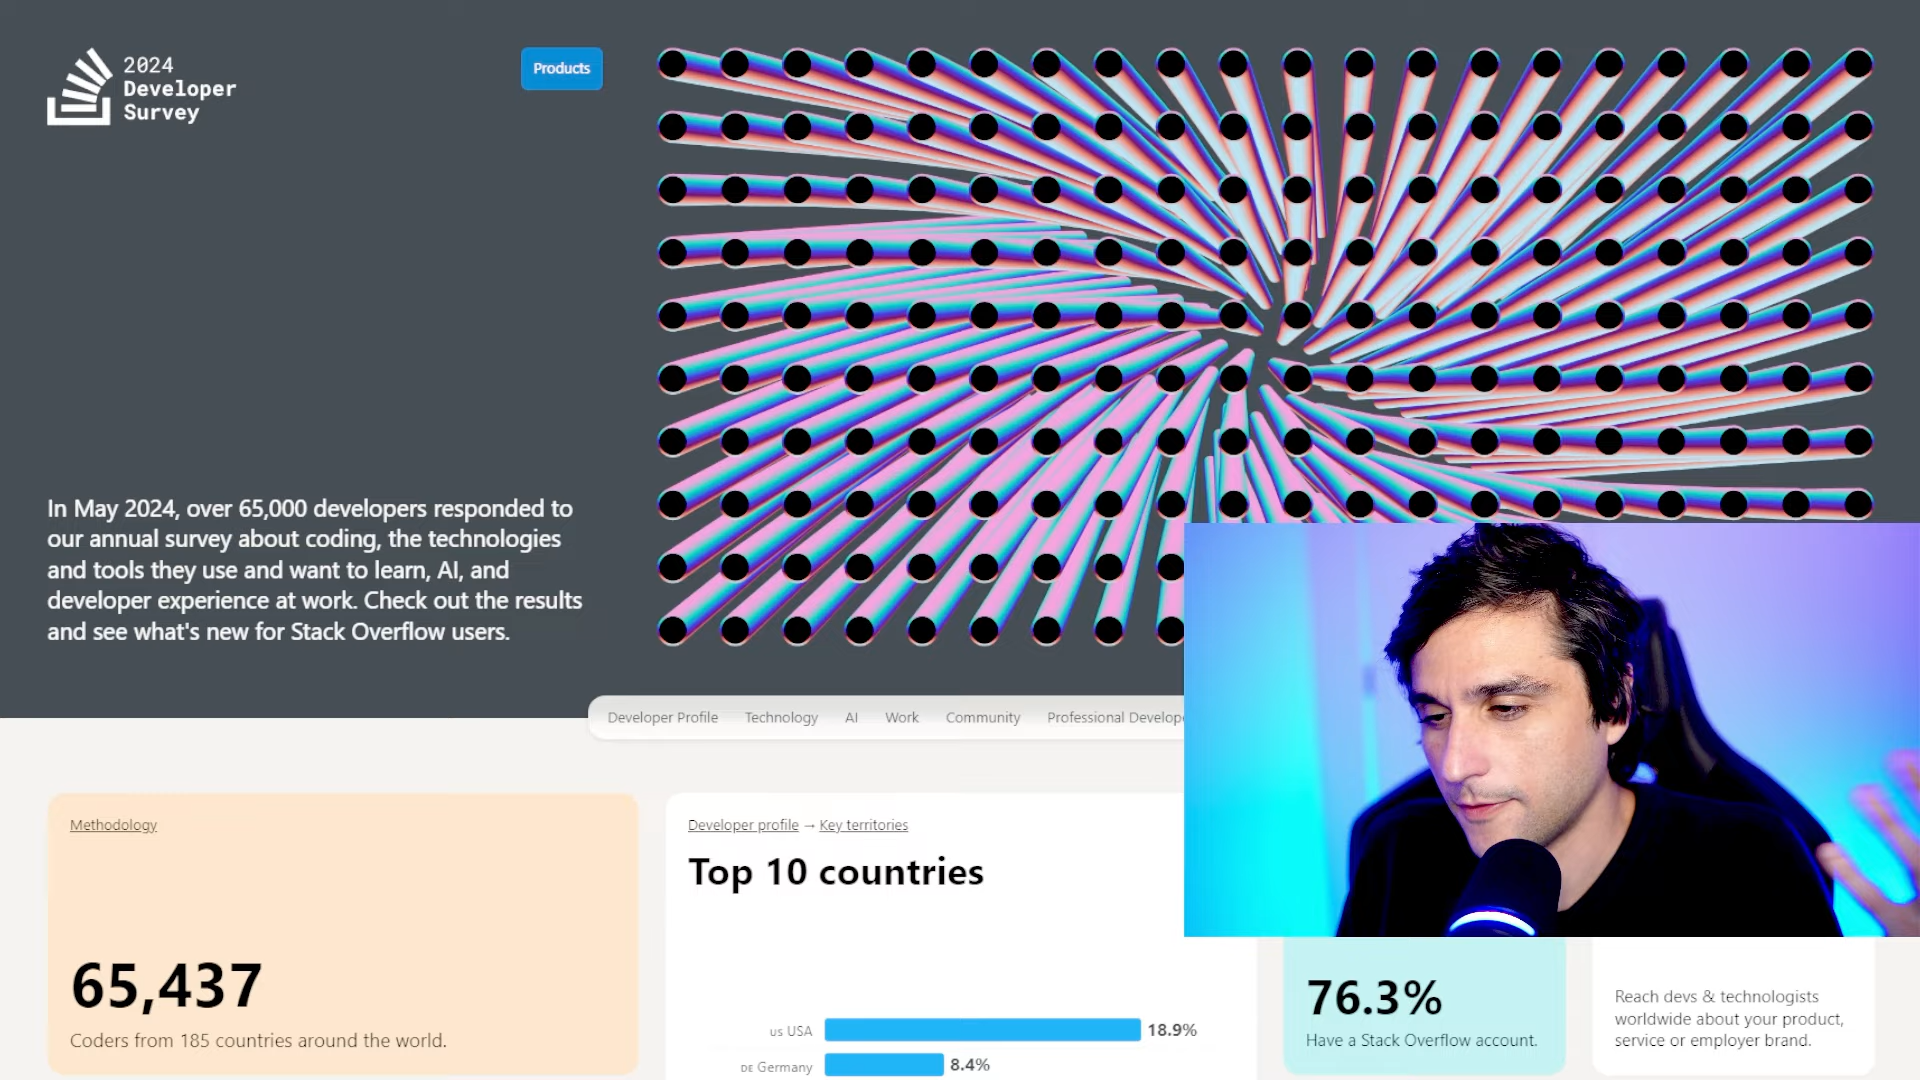 2024
Developer
Survey
Products
In May 2024, over 65,000 developers responded to
our annual survey about coding, the technologies
and tools they use and want to learn, AI, and
developer experience at work. Check out the results
and see what's new for Stack Overflow users.
Developer Profile Technology AI Work Community Professional Develope
Methodology
65,437
Coders from 185 countries around the world.
Developer profile → Key territories
Top 10 countries
us USA 18.9%
DE Germany 8.4%
76.3%
Have a Stack Overflow account.
Reach devs & technologists
worldwide about your product,
service or employer brand.